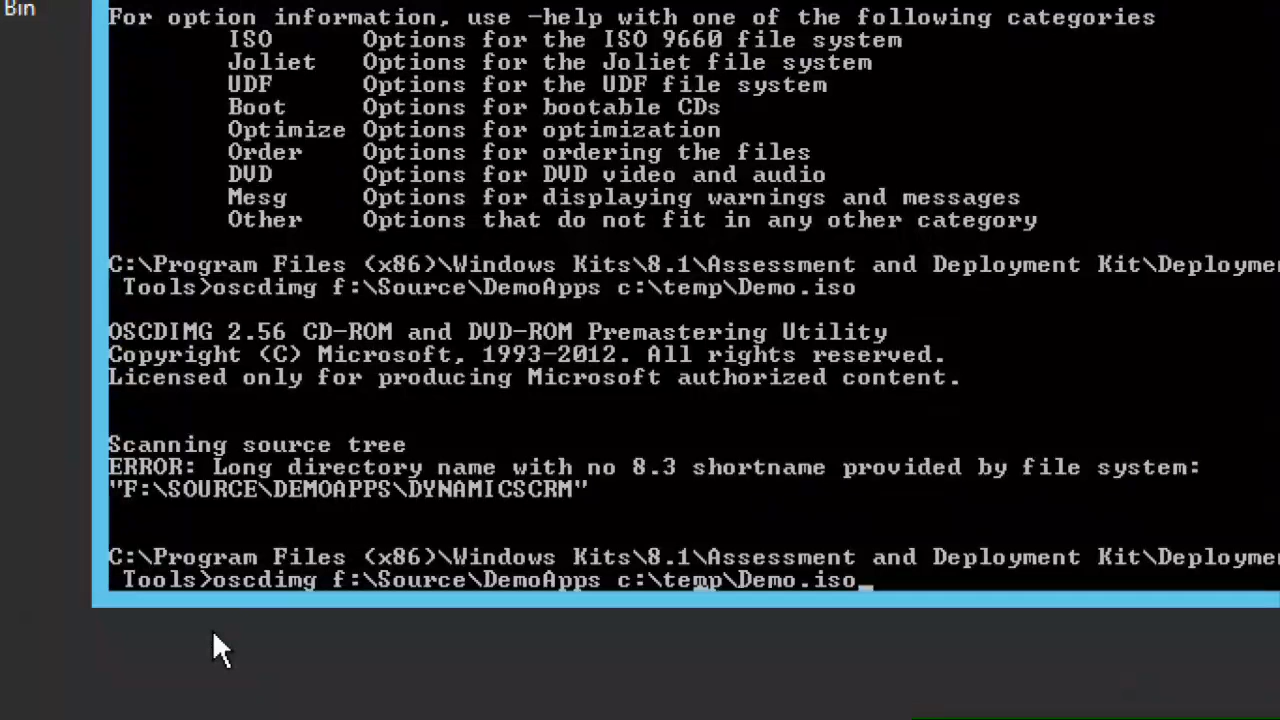 Bin
For option information, use -help with one of the following categories
ISO Options for the ISO 9660 file system
Joliet Options for the Joliet file system
UDF Options for the UDF file system
Boot Options for bootable CDs
Optimize Options for optimization
Order Options for ordering the files
DVD Options for DVD video and audio
Mesg Options for displaying warnings and messages
Other Options that do not fit in any other category
C:\Program Files (x86)\Windows Kits\8.1\Assessment and Deployment Kit\Deployme
Tools>oscdimg f:\Source\DemoApps c:\temp\Demo.iso
OSCDIMG 2.56 CD-ROM and DVD-ROM Premastering Utility
Copyright (C) Microsoft, 1993-2012. All rights reserved.
Licensed only for producing Microsoft authorized content.
Scanning source tree
ERROR: Long directory name with no 8.3 shortname provided by file system:
"F:\SOURCE\DEMOAPPS\DYNAMICSCRM"
C:\Program Files (x86)\Windows Kits\8.1\Assessment and Deployment Kit\Deployme
Tools>oscdimg f:\Source\DemoApps c:\temp\Demo.iso_